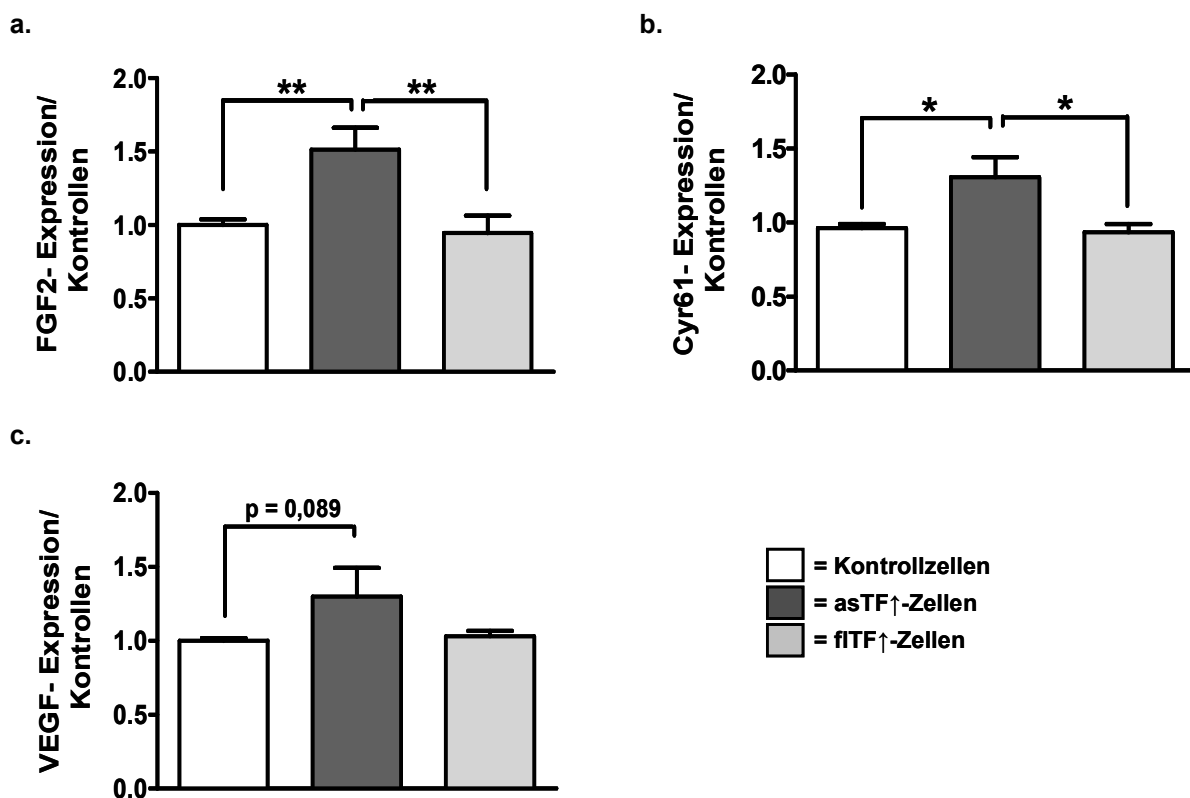 a.
FGF2- Expression/
Kontrollen
2.0
1.5
1.0
0.5
0.0
**
**
b.
Cyr61- Expression/
Kontrollen
2.0
1.5
1.0
0.5
0.0
*
*
c.
VEGF- Expression/
Kontrollen
2.0
1.5
1.0
0.5
0.0
p = 0,089
= Kontrollzellen
= asTF↑-Zellen
= flTF↑-Zellen